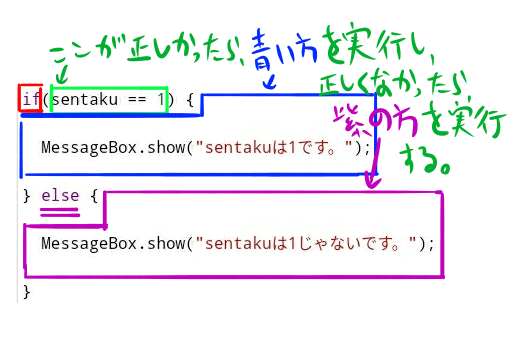 ここが正しかったら、青い方を実行し、
正しくなかったら、
紫の方を実行
する。
if(sentaku == 1) {
MessageBox.show("sentakuは1です。");
} else {
MessageBox.show("sentakuは1じゃないです。");
}